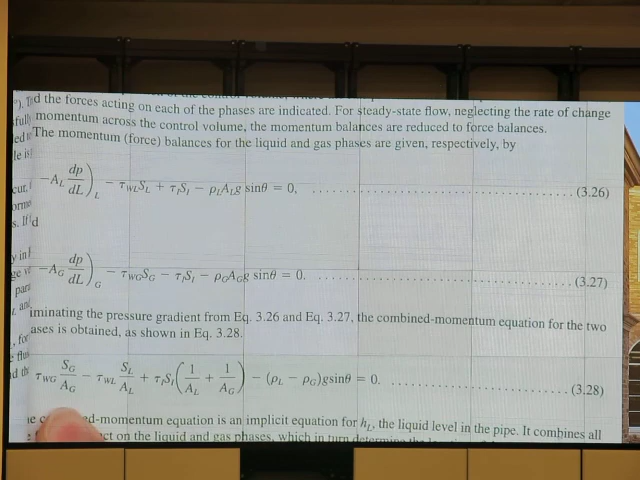 d the forces acting on each of the phases are indicated. For steady-state flow, neglecting the rate of change
momentum across the control volume, the momentum balances are reduced to force balances.
The momentum (force) balances for the liquid and gas phases are given, respectively, by
−A_L dp/dL)_L − τ_WL S_L + τ_I S_I − ρ_L A_L g sinθ = 0, (3.26)
−A_G dp/dL)_G − τ_WG S_G − τ_I S_I − ρ_G A_G g sinθ = 0. (3.27)
iminating the pressure gradient from Eq. 3.26 and Eq. 3.27, the combined-momentum equation for the two
ases is obtained, as shown in Eq. 3.28.
τ_WG S_G/A_G − τ_WL S_L/A_L + τ_I S_I (1/A_L + 1/A_G) − (ρ_L − ρ_G)gsinθ = 0. (3.28)
ed-momentum equation is an implicit equation for h_L, the liquid level in the pipe. It combines all
act on the liquid and gas phases, which in turn determine the